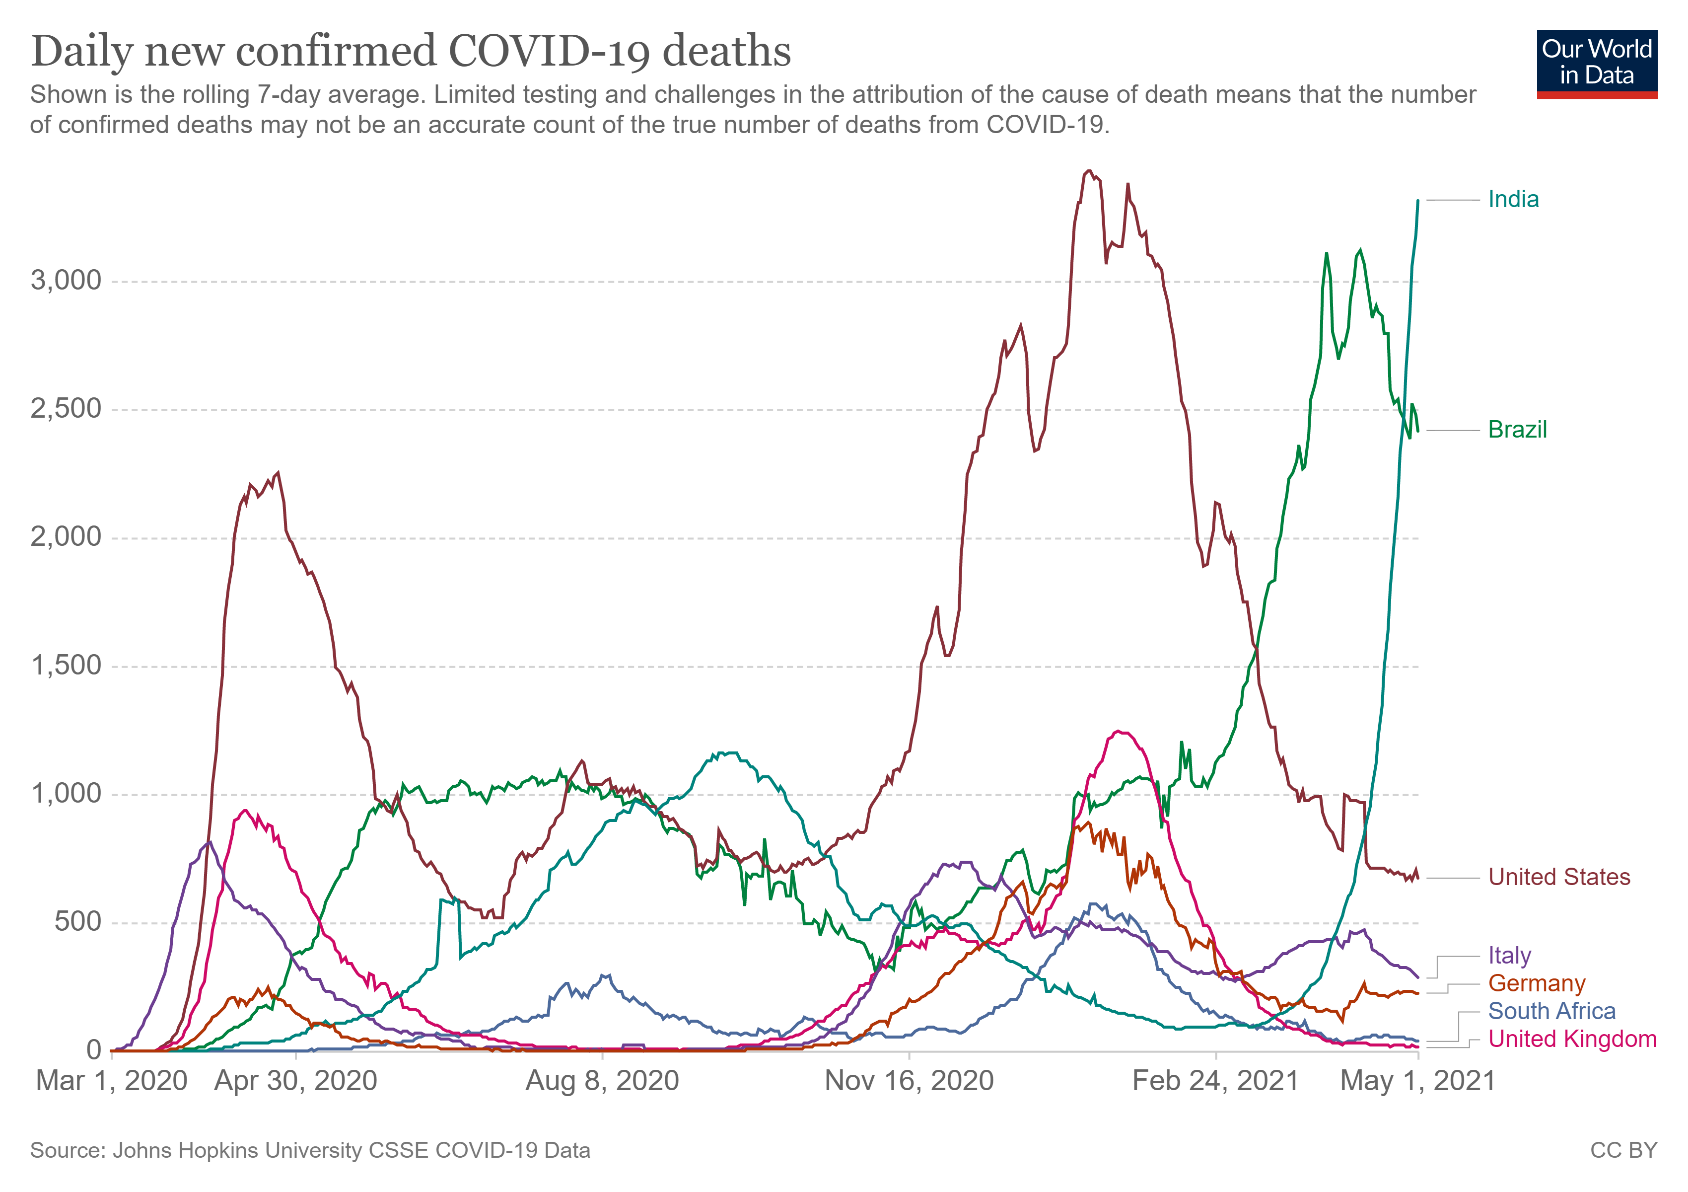 Daily new confirmed COVID-19 deaths
Our World
in Data
Shown is the rolling 7-day average. Limited testing and challenges in the attribution of the cause of death means that the number
of confirmed deaths may not be an accurate count of the true number of deaths from COVID-19.
India
3,000
2,500
Brazil
2,000
1,500
1,000
United States
500
Italy
Germany
South Africa
United Kingdom
0
Mar 1, 2020 Apr 30, 2020 Aug 8, 2020 Nov 16, 2020 Feb 24, 2021 May 1, 2021
Source: Johns Hopkins University CSSE COVID-19 Data
CC BY